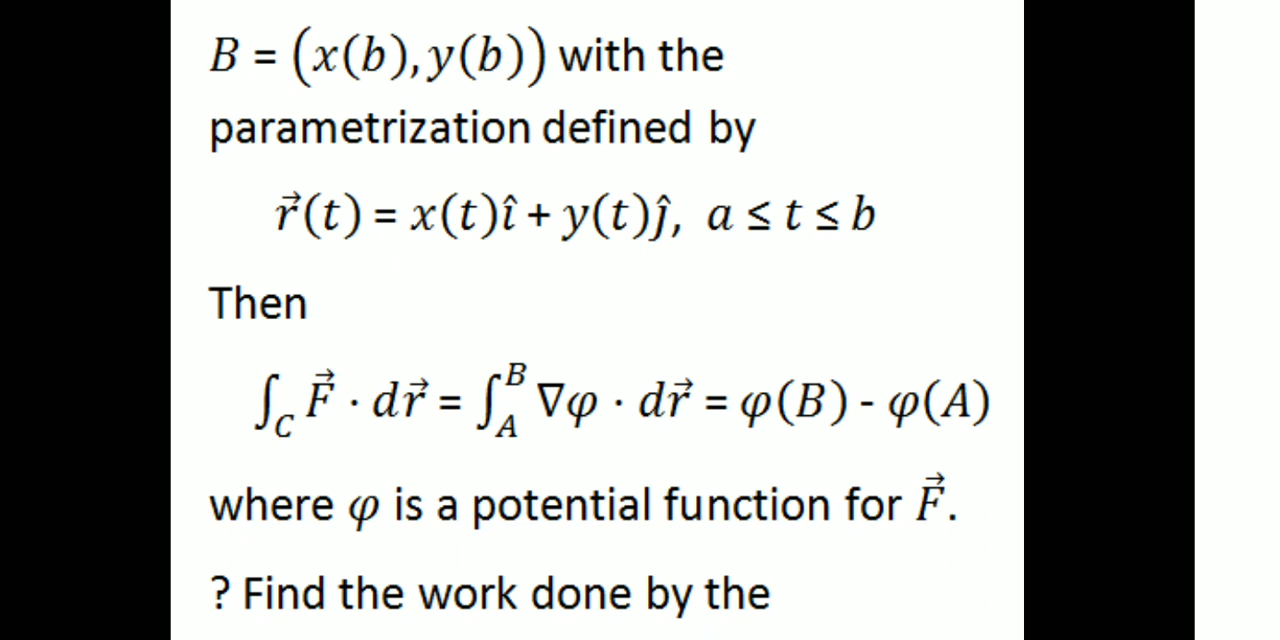 B = (x(b), y(b)) with the
parametrization defined by
r⃗(t) = x(t)î + y(t)ĵ, a ≤ t ≤ b
Then
∫_C F⃗ · dr⃗ = ∫_A^B ∇φ · dr⃗ = φ(B) - φ(A)
where φ is a potential function for F⃗.
? Find the work done by the